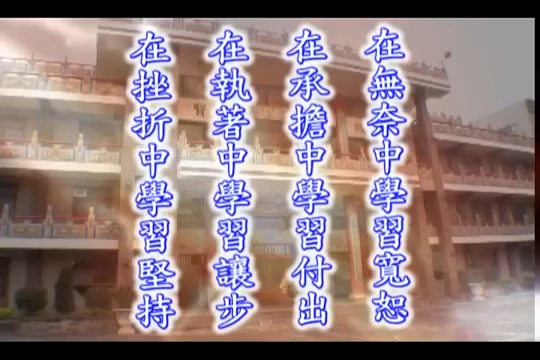 在無奈中學習寬恕
在承擔中學習付出
在執著中學習讓步
在挫折中學習堅持